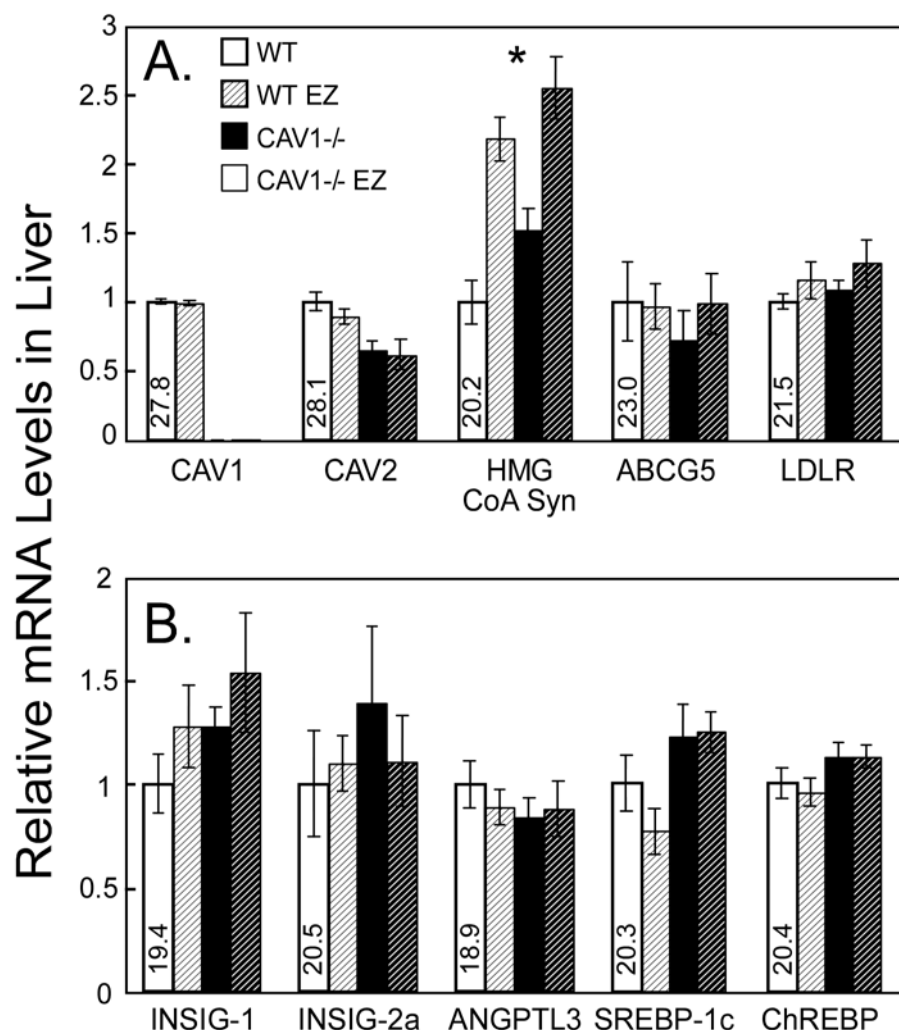 Relative mRNA Levels in Liver
A.
WT
WT EZ
CAV1-/-
CAV1-/- EZ
*
3
2.5
2
1.5
1
0.5
0
27.8
28.1
20.2
23.0
21.5
CAV1 CAV2 HMG CoA Syn ABCG5 LDLR
B.
2
1.5
1
0.5
0
19.4
20.5
18.9
20.3
20.4
INSIG-1 INSIG-2a ANGPTL3 SREBP-1c ChREBP